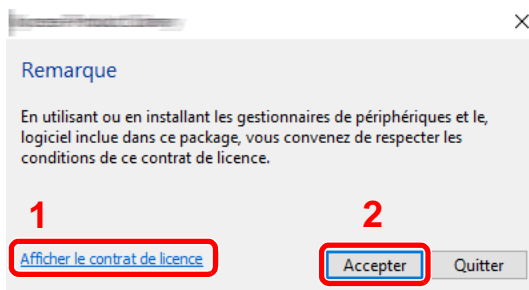 Remarque
En utilisant ou en installant les gestionnaires de périphériques et le,
logiciel inclue dans ce package, vous convenez de respecter les
conditions de ce contrat de licence.
1
2
Afficher le contrat de licence
Accepter
Quitter